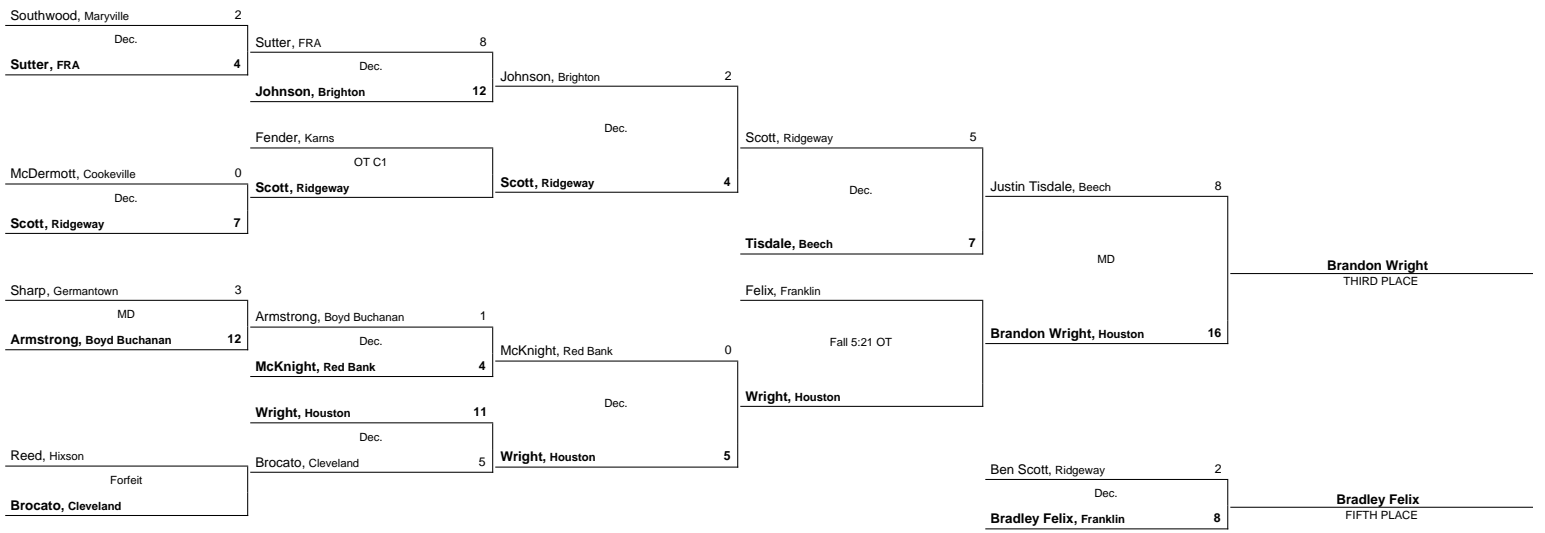 Southwood, Maryville 2
Dec.
Sutter, FRA 4
McDermott, Cookeville 0
Dec.
Scott, Ridgeway 7
Sharp, Germantown 3
MD
Armstrong, Boyd Buchanan 12
Reed, Hixson
Forfeit
Brocato, Cleveland
Sutter, FRA 8
Dec.
Johnson, Brighton 12
Fender, Karns
OT C1
Scott, Ridgeway
Armstrong, Boyd Buchanan 1
Dec.
McKnight, Red Bank 4
Wright, Houston 11
Dec.
Brocato, Cleveland 5
Johnson, Brighton 2
Dec.
Scott, Ridgeway 4
McKnight, Red Bank 0
Dec.
Wright, Houston 5
Scott, Ridgeway 5
Dec.
Tisdale, Beech 7
Felix, Franklin
Fall 5:21 OT
Wright, Houston
Justin Tisdale, Beech 8
MD
Brandon Wright, Houston 16
Ben Scott, Ridgeway 2
Dec.
Bradley Felix, Franklin 8
Brandon Wright
THIRD PLACE
Bradley Felix
FIFTH PLACE